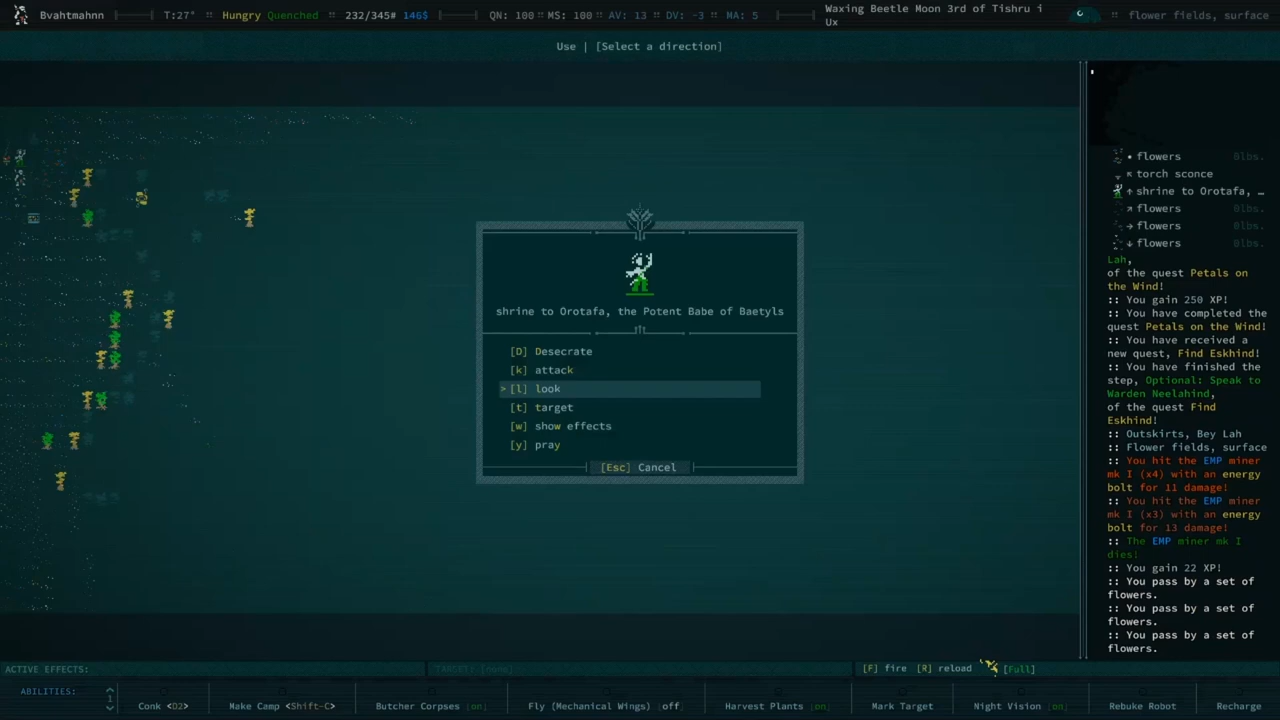 Bvahtmahnn T:27° :: Hungry Quenched :: 232/345# 146$ QN: 100 :: MS: 100 :: AV: 13 :: DV: -3 :: MA: 5 Waxing Beetle Moon 3rd of Tishru i Ux :: flower fields, surface
Use | [Select a direction]
shrine to Orotafa, the Potent Babe of Baetyls
[D] Desecrate
[k] attack
> [l] look
[t] target
[w] show effects
[y] pray
[Esc] Cancel
• flowers 0lbs.
↖ torch sconce
↑ shrine to Orotafa, …
↗ flowers 0lbs.
→ flowers 0lbs.
↓ flowers 0lbs.
Lah,
of the quest Petals on
the Wind!
:: You gain 250 XP!
:: You have completed the
quest Petals on the Wind!
:: You have received a
new quest, Find Eskhind!
:: You have finished the
step, Optional: Speak to
Warden Neelahind,
of the quest Find
Eskhind!
:: Outskirts, Bey Lah
:: Flower fields, surface
:: You hit the EMP miner
mk I (x4) with an energy
bolt for 11 damage!
:: You hit the EMP miner
mk I (x3) with an energy
bolt for 13 damage!
:: The EMP miner mk I
dies!
:: You gain 22 XP!
:: You pass by a set of
flowers.
:: You pass by a set of
flowers.
:: You pass by a set of
flowers.
ACTIVE EFFECTS: TARGET: [none] [F] fire [R] reload [Full]
ABILITIES: 1 Conk <O2> Make Camp <Shift-C> Butcher Corpses [on] Fly (Mechanical Wings) [off] Harvest Plants [on] Mark Target Night Vision [on] Rebuke Robot Recharge